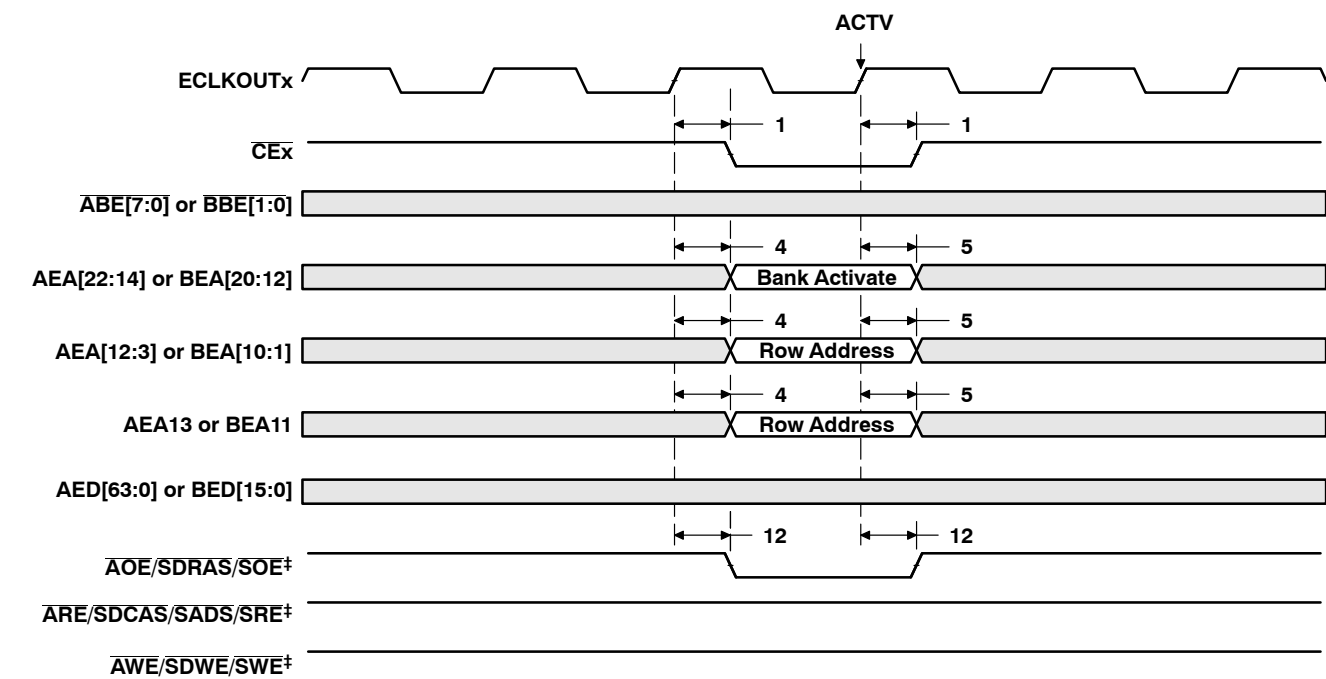 ACTV
ECLKOUTx
1 1
CEx
ABE[7:0] or BBE[1:0]
4 5
AEA[22:14] or BEA[20:12] Bank Activate
4 5
AEA[12:3] or BEA[10:1] Row Address
4 5
AEA13 or BEA11 Row Address
AED[63:0] or BED[15:0]
12 12
AOE/SDRAS/SOE‡
ARE/SDCAS/SADS/SRE‡
AWE/SDWE/SWE‡